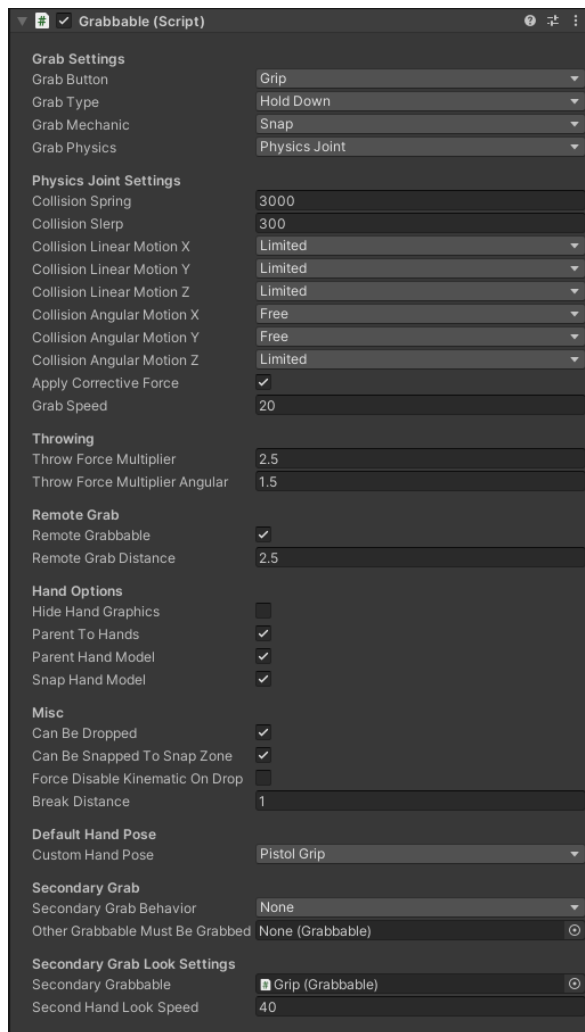 Grabbable (Script)
Grab Settings
Grab Button Grip
Grab Type Hold Down
Grab Mechanic Snap
Grab Physics Physics Joint
Physics Joint Settings
Collision Spring 3000
Collision Slerp 300
Collision Linear Motion X Limited
Collision Linear Motion Y Limited
Collision Linear Motion Z Limited
Collision Angular Motion X Free
Collision Angular Motion Y Free
Collision Angular Motion Z Limited
Apply Corrective Force
Grab Speed 20
Throwing
Throw Force Multiplier 2.5
Throw Force Multiplier Angular 1.5
Remote Grab
Remote Grabbable
Remote Grab Distance 2.5
Hand Options
Hide Hand Graphics
Parent To Hands
Parent Hand Model
Snap Hand Model
Misc
Can Be Dropped
Can Be Snapped To Snap Zone
Force Disable Kinematic On Drop
Break Distance 1
Default Hand Pose
Custom Hand Pose Pistol Grip
Secondary Grab
Secondary Grab Behavior None
Other Grabbable Must Be Grabbed None (Grabbable)
Secondary Grab Look Settings
Secondary Grabbable Grip (Grabbable)
Second Hand Look Speed 40